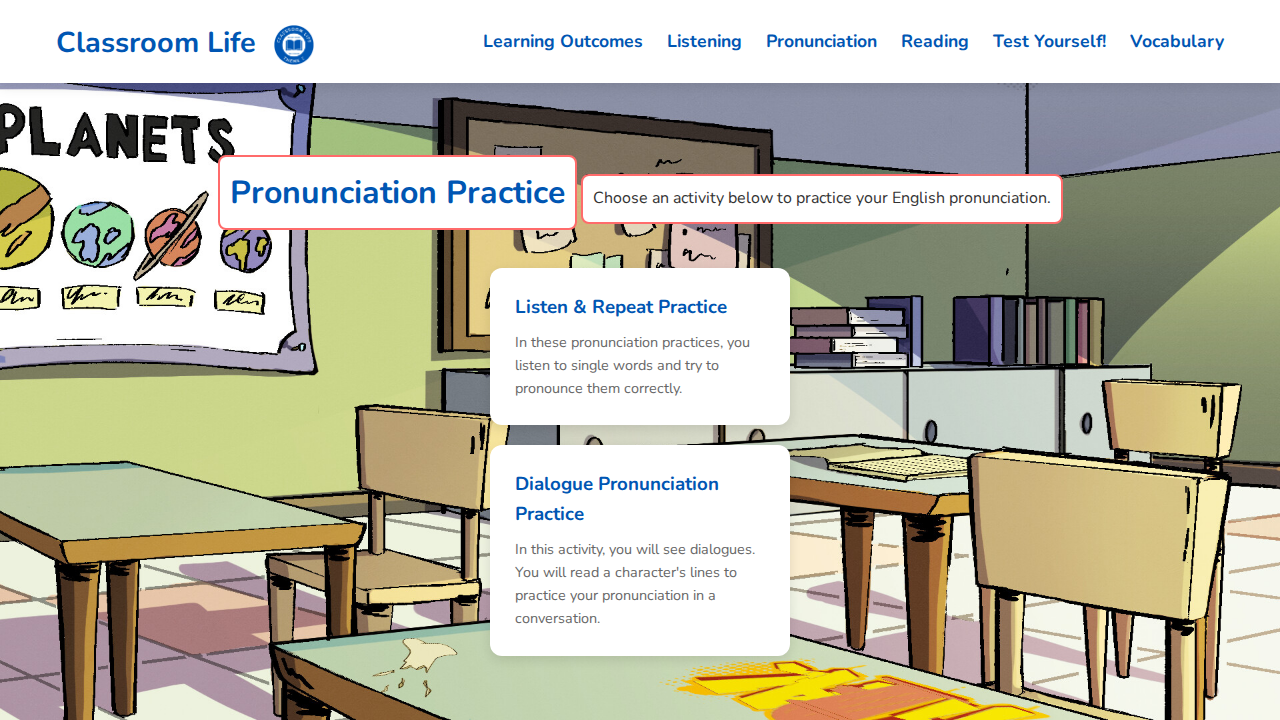 Classroom Life
Learning Outcomes Listening Pronunciation Reading Test Yourself! Vocabulary
PLANETS
Pronunciation Practice
Choose an activity below to practice your English pronunciation.
Listen & Repeat Practice
In these pronunciation practices, you
listen to single words and try to
pronounce them correctly.
Dialogue Pronunciation
Practice
In this activity, you will see dialogues.
You will read a character's lines to
practice your pronunciation in a
conversation.